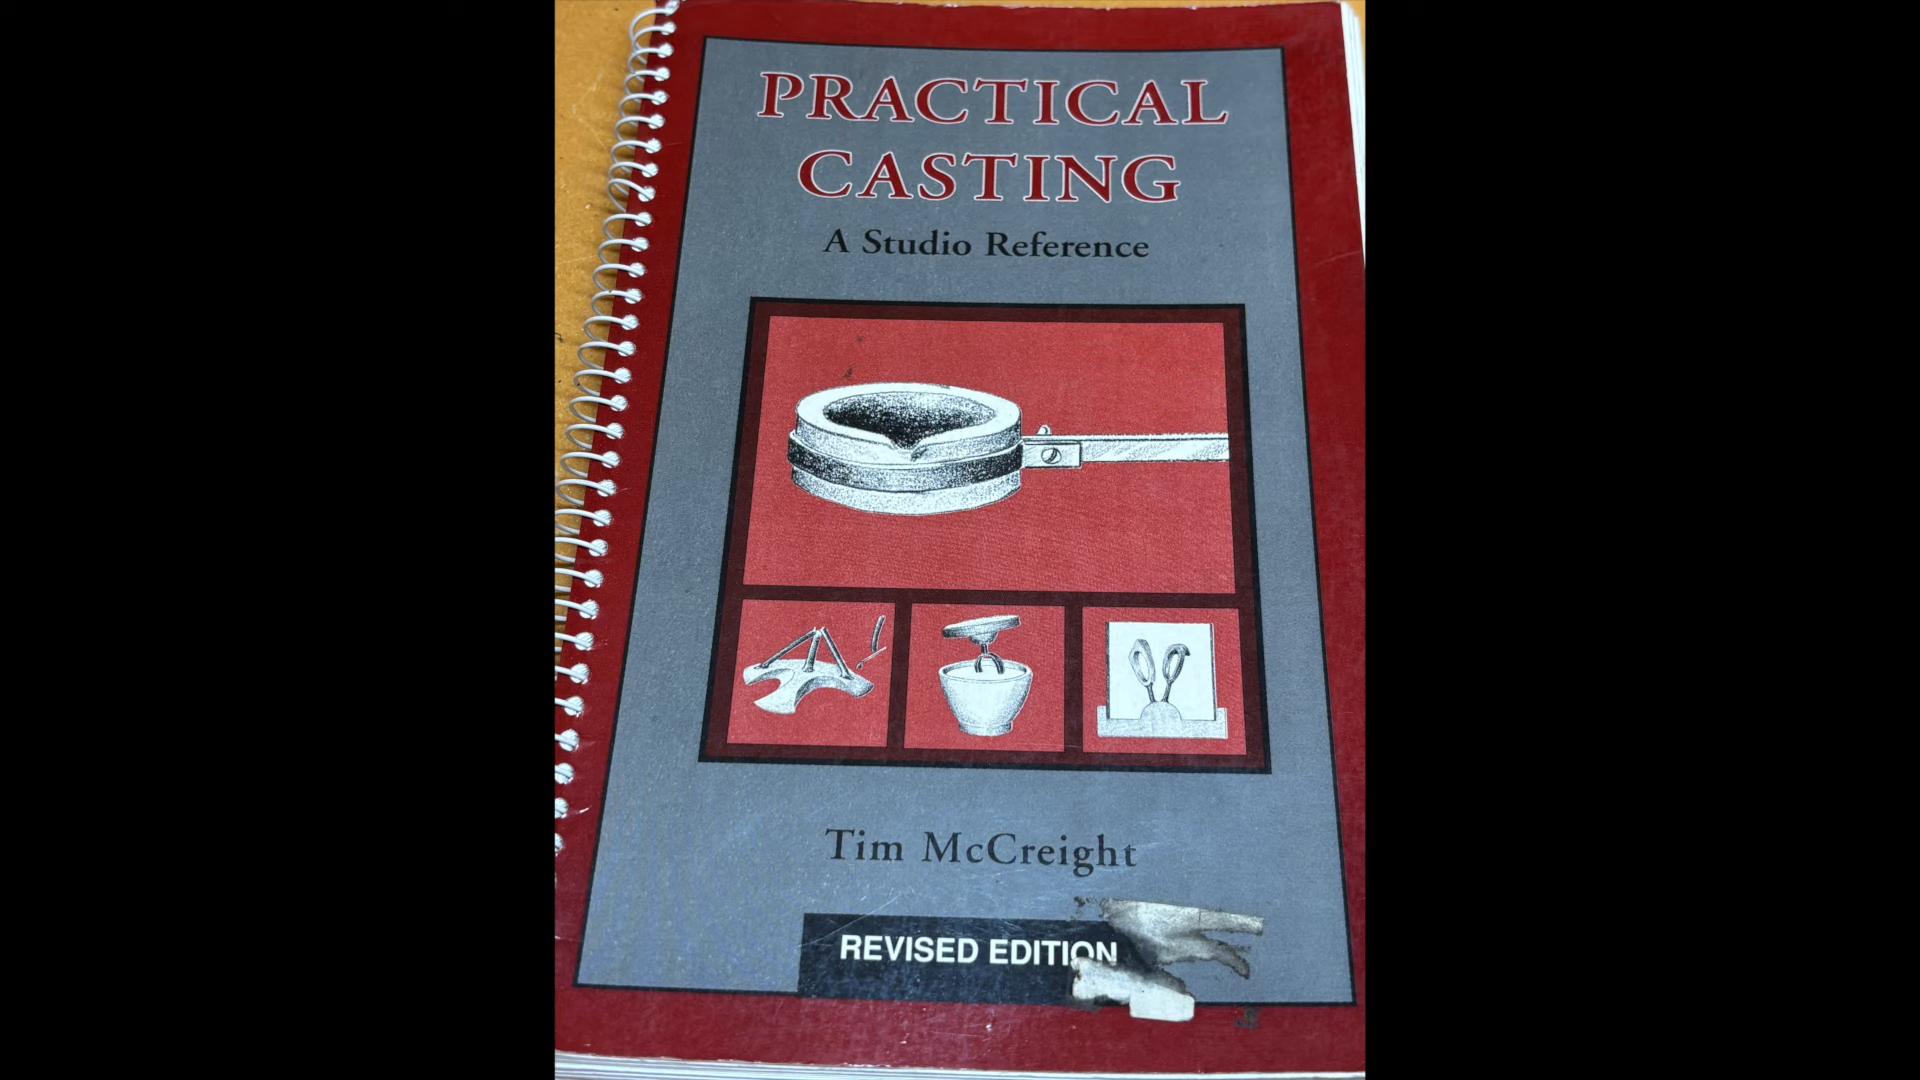 PRACTICAL
CASTING
A Studio Reference
Tim McCreight
REVISED EDITION